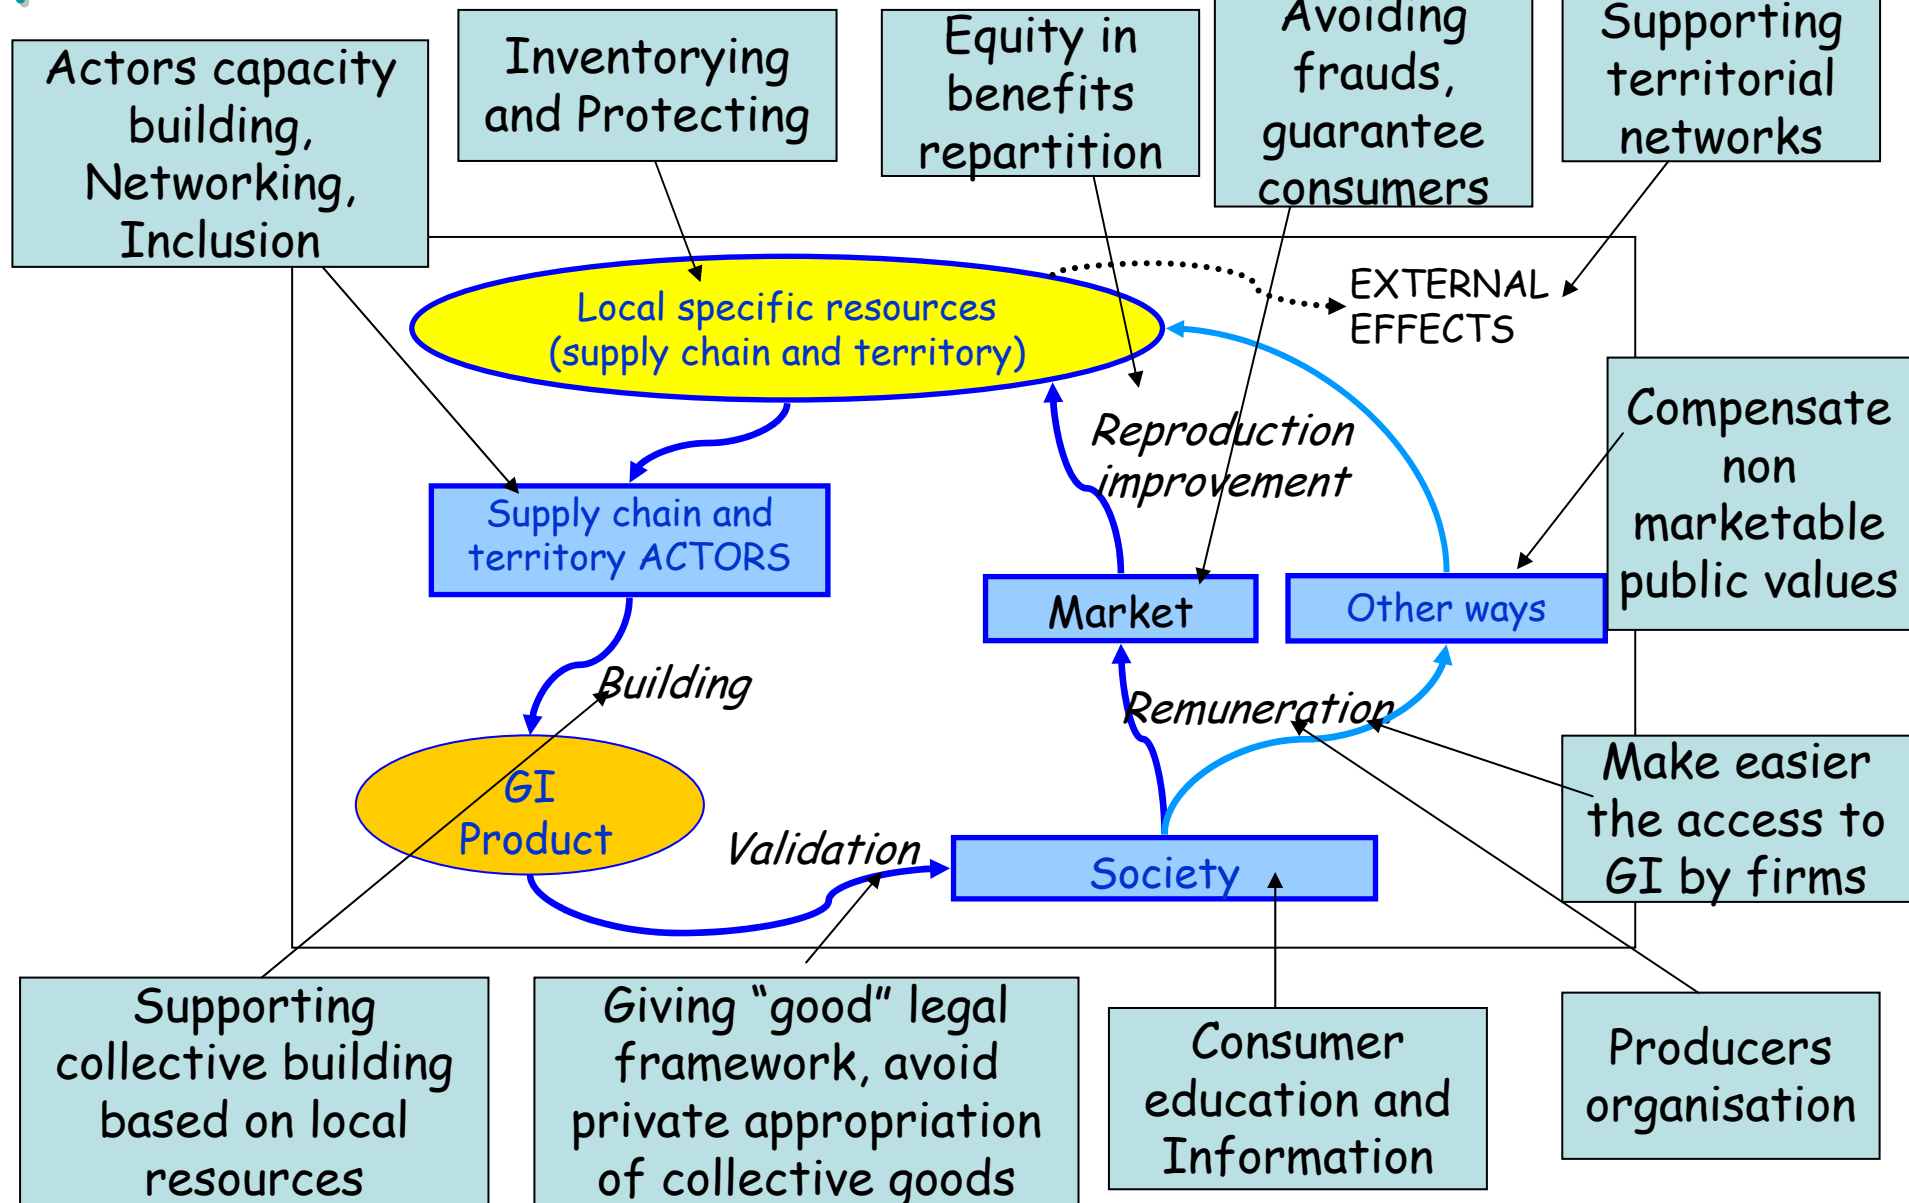 Actors capacity
building,
Networking,
Inclusion
Inventorying
and Protecting
Equity in
benefits
repartition
Avoiding
frauds,
guarantee
consumers
Supporting
territorial
networks
Local specific resources
(supply chain and territory)
EXTERNAL
EFFECTS
Reproduction
improvement
Compensate
non
marketable
public values
Supply chain and
territory ACTORS
Market
Other ways
Building
Remuneration
GI
Product
Validation
Society
Make easier
the access to
GI by firms
Supporting
collective building
based on local
resources
Giving “good” legal
framework, avoid
private appropriation
of collective goods
Consumer
education and
Information
Producers
organisation